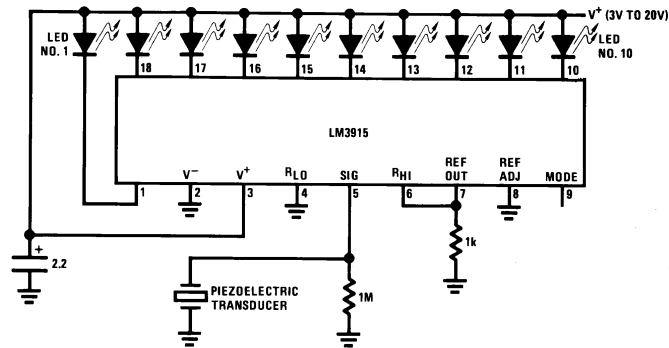 V+ (3V TO 20V)
LED
NO. 1
LED
NO. 10
18 17 16 15 14 13 12 11 10
LM3915
V− V+ RLO SIG RHI REF OUT REF ADJ MODE
1 2 3 4 5 6 7 8 9
+
2.2
1k
PIEZOELECTRIC
TRANSDUCER
1M